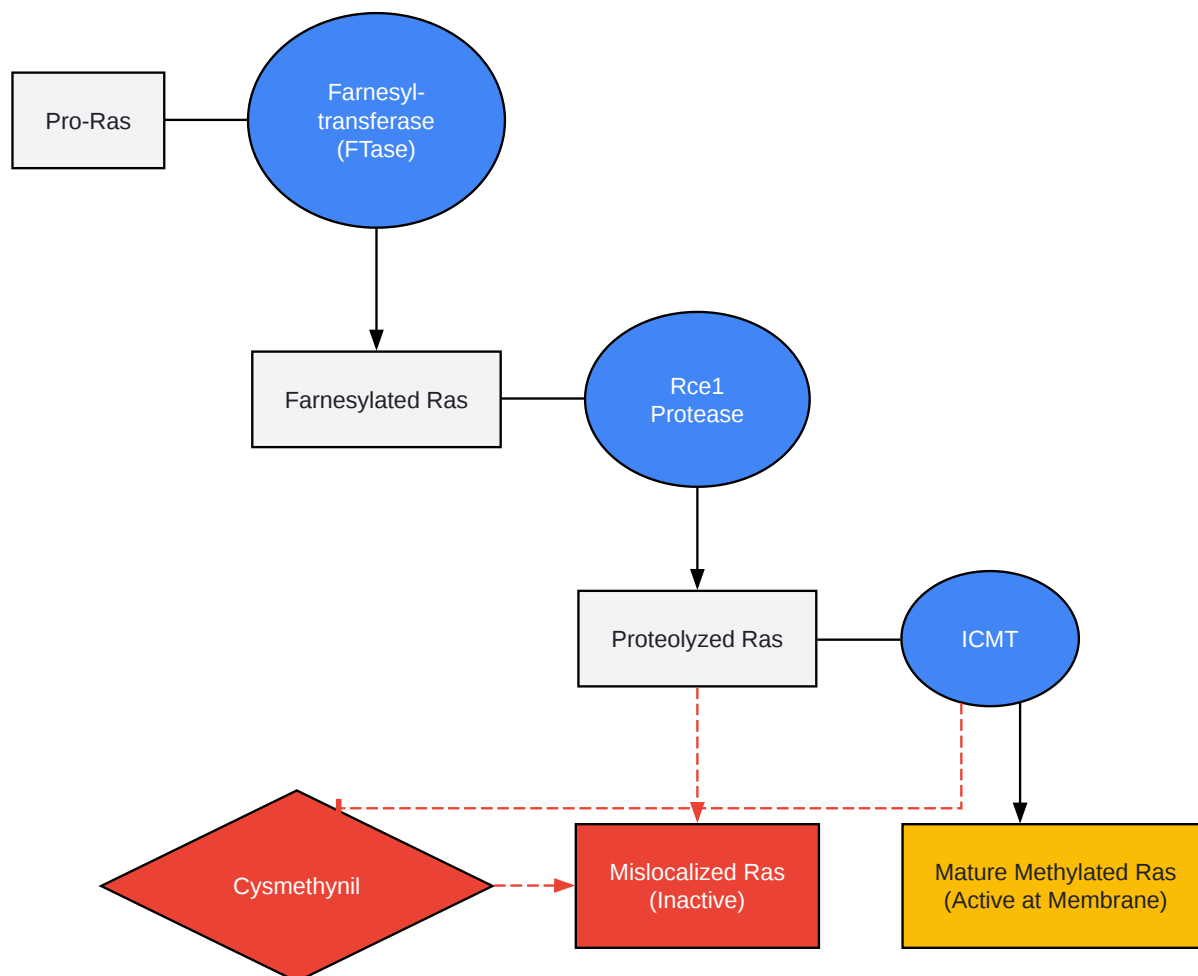 Pro-Ras
Farnesyl-
transferase
(FTase)
Farnesylated Ras
Rce1
Protease
Proteolyzed Ras
ICMT
Cysmethynil
Mislocalized Ras
(Inactive)
Mature Methylated Ras
(Active at Membrane)